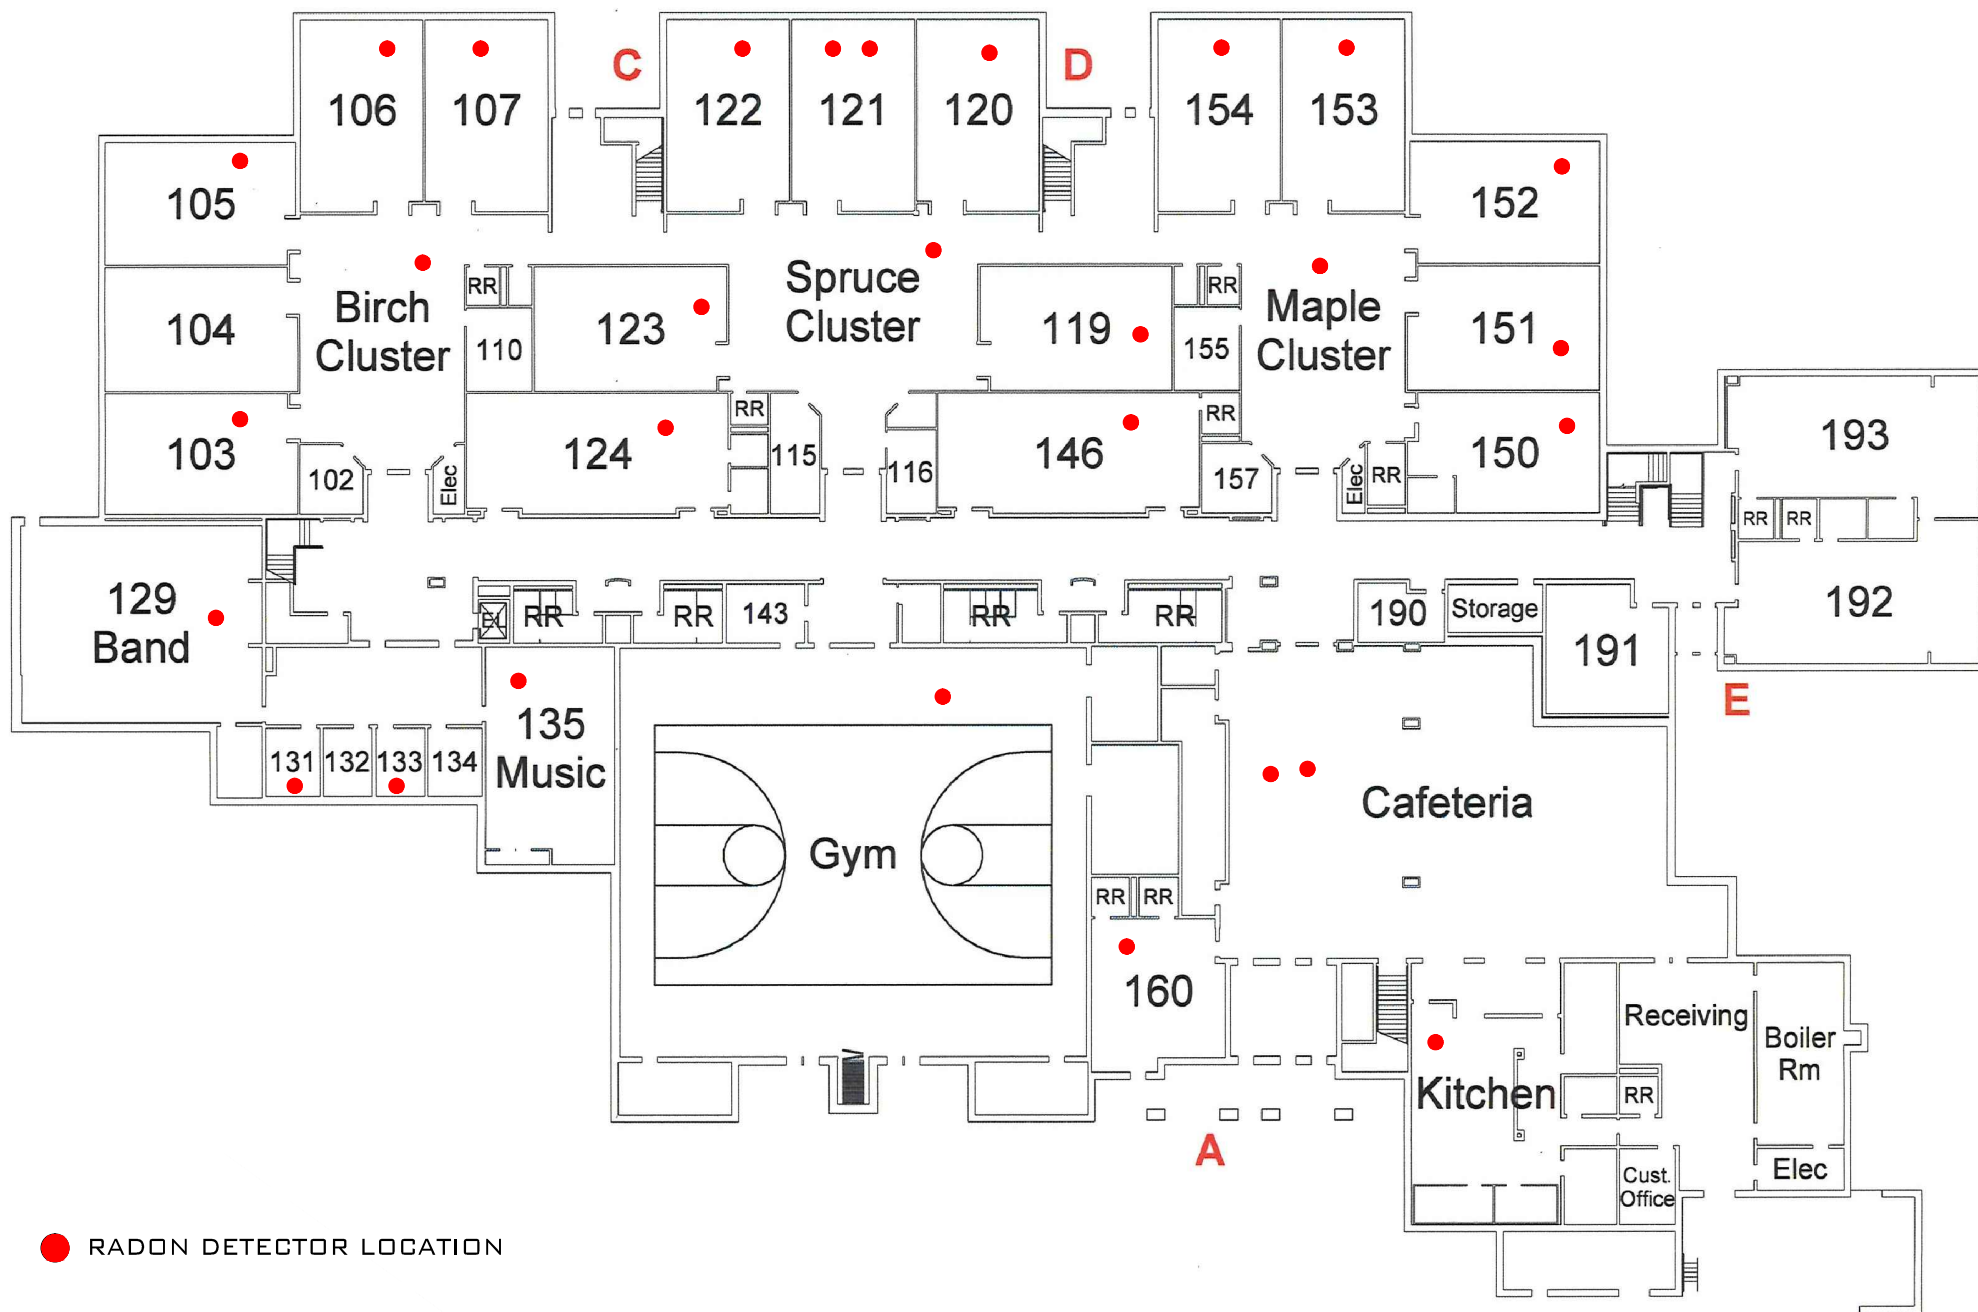 C
D
106
107
122
121
120
154
153
105
152
Birch
Cluster
RR
Spruce
Cluster
RR
Maple
Cluster
104
110
123
119
155
151
103
102
Elec
124
RR
115
116
146
RR
157
Elec
RR
150
193
RR
RR
129
Band
EL
RR
RR
143
RR
RR
190
Storage
191
192
E
131
132
133
134
135
Music
Gym
Cafeteria
RR
RR
160
Receiving
Boiler
Rm
Kitchen
RR
A
Cust.
Office
Elec
RADON DETECTOR LOCATION